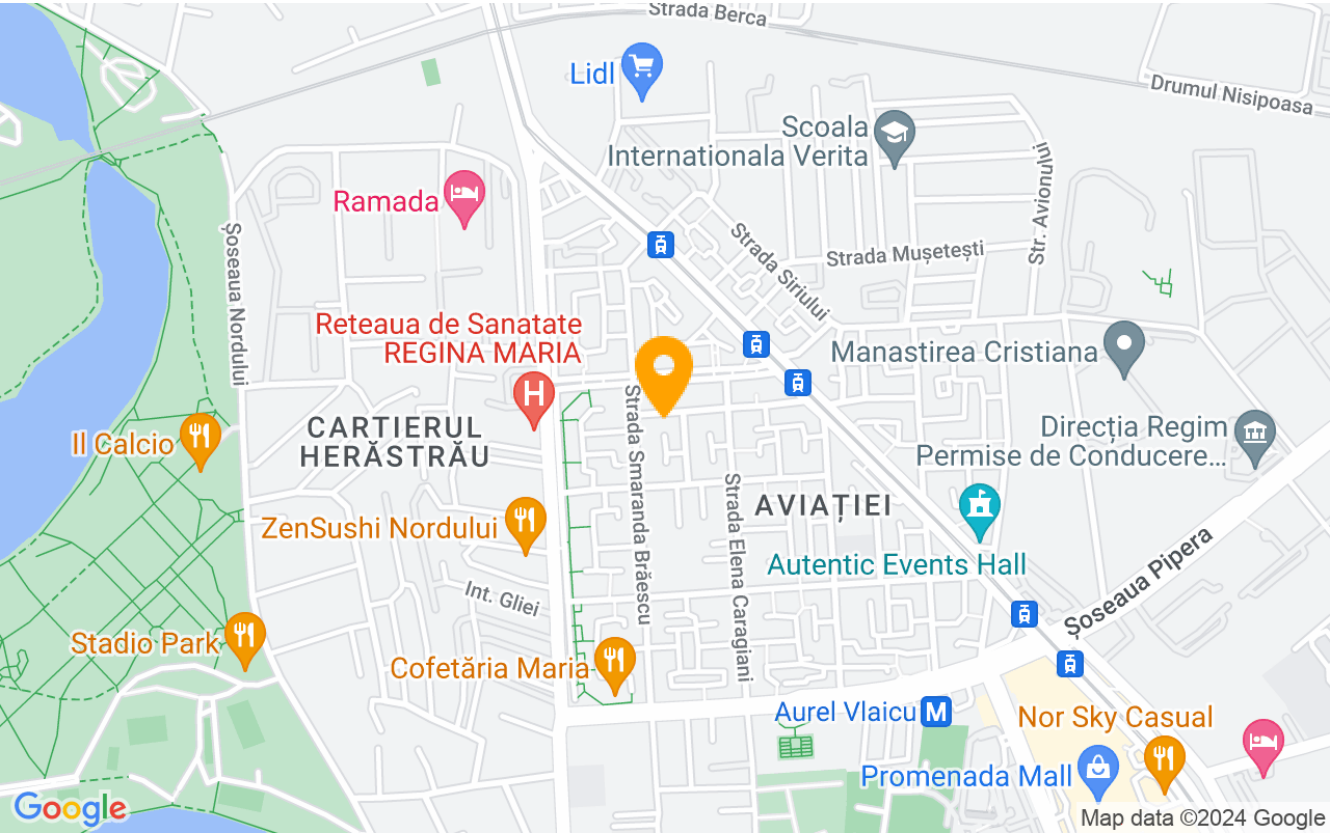 Strada Berca
Lidl
Drumul Nisipoasa
Scoala
Internationala Verita
Str. Avionului
Ramada
Șoseaua Nordului
Strada Siriului
Strada Mușetești
Reteaua de Sanatate
REGINA MARIA
H
Manastirea Cristiana
Strada Smaranda Brăescu
CARTIERUL
HERĂSTRĂU
Il Calcio
Direcția Regim
Permise de Conducere...
Strada Elena Caragiani
AVIAȚIEI
ZenSushi Nordului
Autentic Events Hall
Șoseaua Pipera
Int. Gliei
Stadio Park
Cofetăria Maria
Aurel Vlaicu M
Nor Sky Casual
Promenada Mall
Google
Map data ©2024 Google